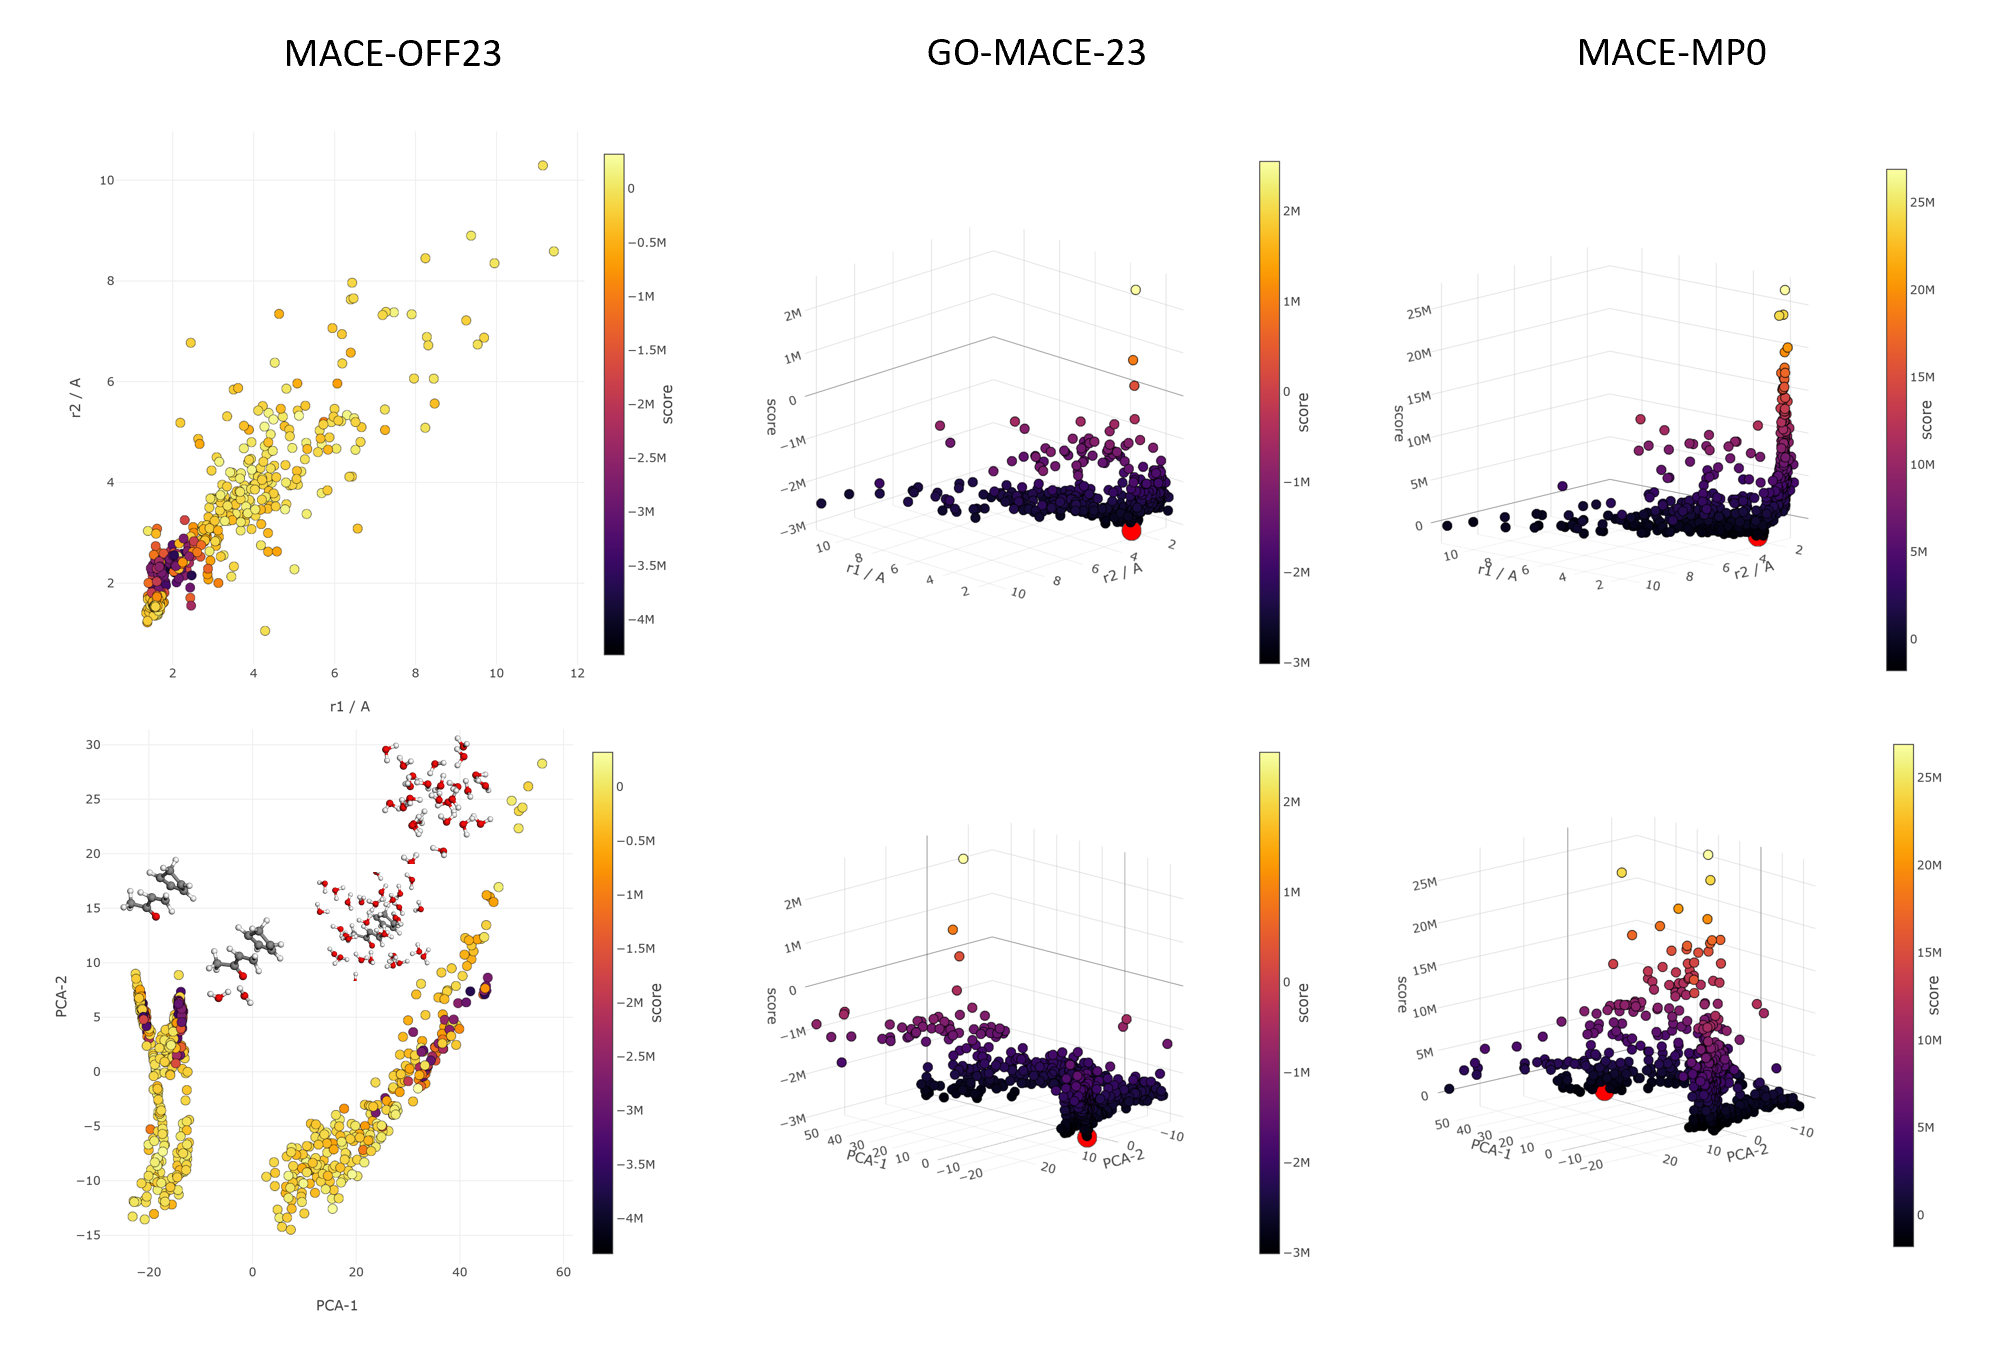 MACE-OFF23
GO-MACE-23
MACE-MP0
10
8
6
4
2
r2 / A
2
4
6
8
10
12
r1 / A
0
−0.5M
−1M
−1.5M
−2M
−2.5M
−3M
−3.5M
−4M
score
2M
1M
0
−1M
−2M
−3M
score
10
8
6
4
2
r1 / A
10
8
6
4
2
r2 / A
2M
1M
0
−1M
−2M
−3M
score
25M
20M
15M
10M
5M
0
score
10
8
6
4
2
r1 / A
10
8
6
4
2
r2 / A
25M
20M
15M
10M
5M
0
score
30
25
20
15
10
5
0
−5
−10
−15
PCA-2
−20
0
20
40
60
PCA-1
0
−0.5M
−1M
−1.5M
−2M
−2.5M
−3M
−3.5M
−4M
score
2M
1M
0
−1M
−2M
−3M
score
50
40
30
20
10
0
−10
−20
PCA-1
20
10
0
−10
PCA-2
2M
1M
0
−1M
−2M
−3M
score
25M
20M
15M
10M
5M
0
score
50
40
30
20
10
0
−10
−20
PCA-1
20
10
0
−10
PCA-2
25M
20M
15M
10M
5M
0
score